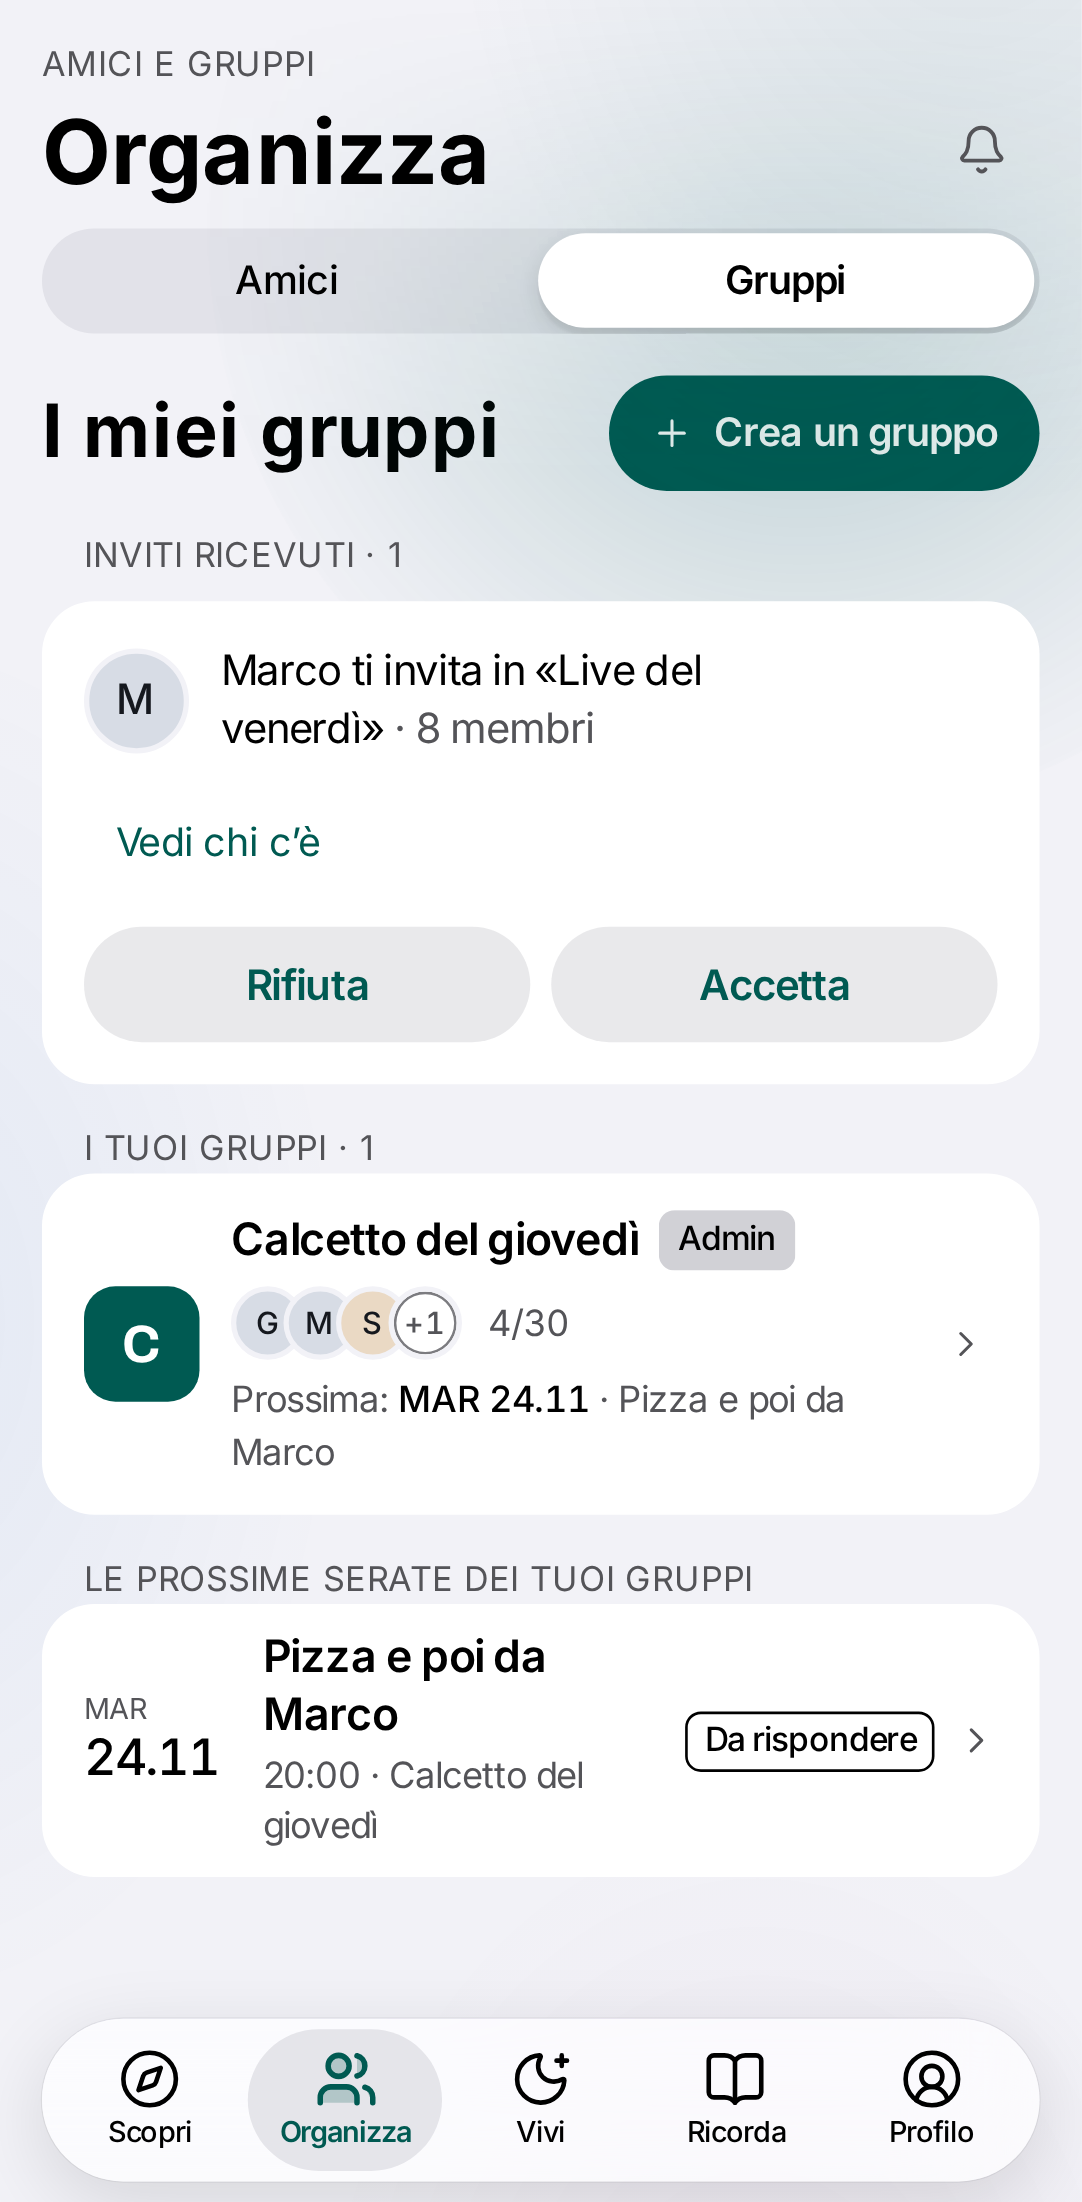 AMICI E GRUPPI
Organizza
Amici
Gruppi
I miei gruppi
Crea un gruppo
INVITI RICEVUTI · 1
M
Marco ti invita in «Live del
venerdì» · 8 membri
Vedi chi c’è
Rifiuta
Accetta
I TUOI GRUPPI · 1
C
Calcetto del giovedì
Admin
G M S +1 4/30
Prossima: MAR 24.11 · Pizza e poi da
Marco
LE PROSSIME SERATE DEI TUOI GRUPPI
MAR
24.11
Pizza e poi da
Marco
20:00 · Calcetto del
giovedì
Da rispondere
Scopri
Organizza
Vivi
Ricorda
Profilo